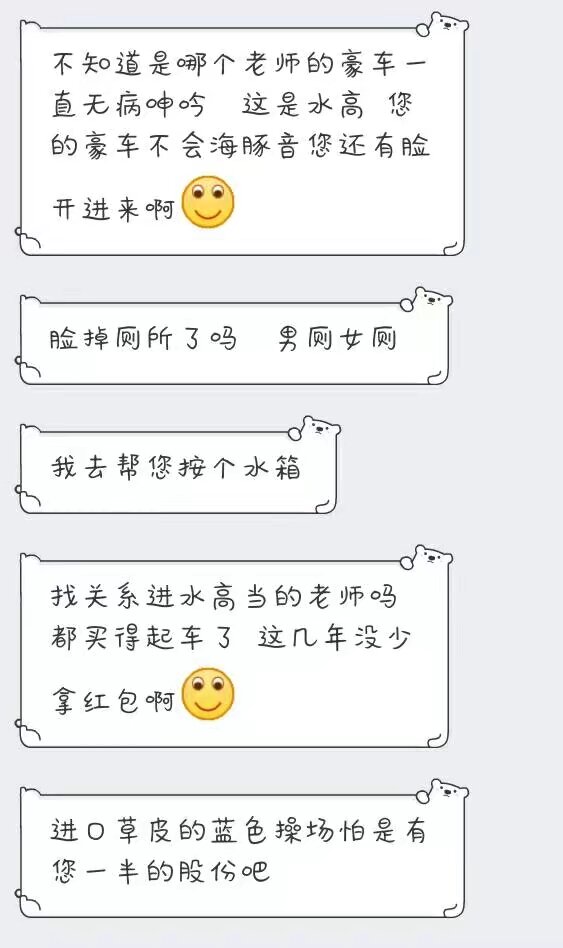 不知道是哪个老师的豪车一
直无病呻吟 这是水高 您
的豪车不会海豚音您还有脸
开进来啊
脸掉厕所了吗 男厕女厕
我去帮您按个水箱
找关系进水高当的老师吗
都买得起车了 这几年没少
拿红包啊
进口草皮的蓝色操场怕是有
您一半的股份吧